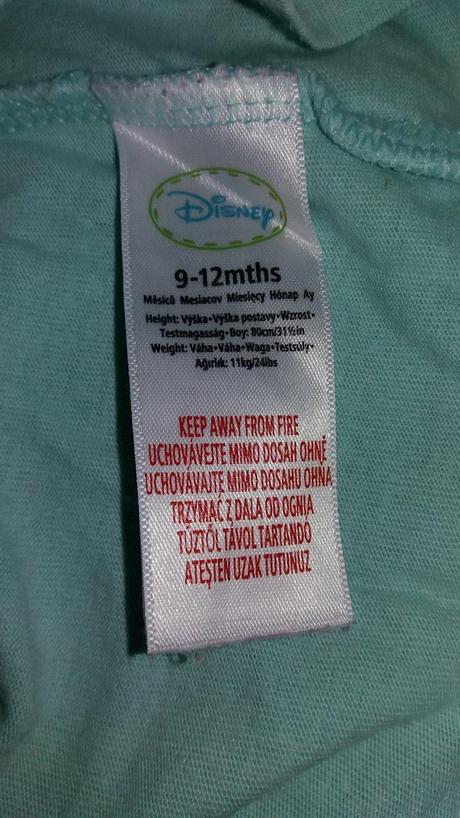 Disney
9-12mths
Měsíců Mesiacov Miesięcy Hónap Ay
Height: Výška•Výška postavy•Wzrost•
Testmagasság•Boy: 80cm/31½in
Weight: Váha•Váha•Waga•Testsúly•
Ağırlık: 11kg/24lbs
KEEP AWAY FROM FIRE
UCHOVÁVEJTE MIMO DOSAH OHNĚ
UCHOVÁVAJTE MIMO DOSAHU OHŇA
TRZYMAĆ Z DALA OD OGNIA
TŰZTŐL TÁVOL TARTANDÓ
ATEŞTEN UZAK TUTUNUZ